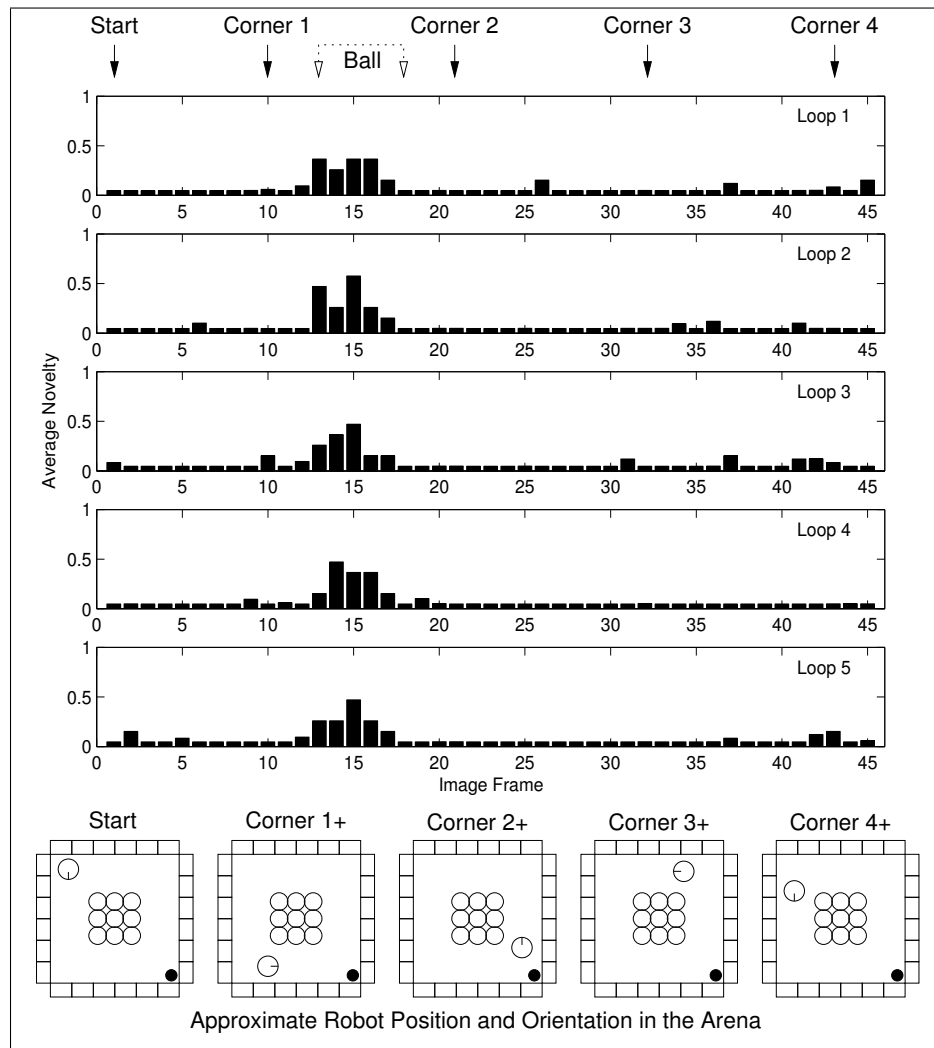 Start Corner 1 Corner 2 Corner 3 Corner 4
Ball
1
0.5
0
Loop 1
0 5 10 15 20 25 30 35 40 45
1
0.5
0
Loop 2
0 5 10 15 20 25 30 35 40 45
1
0.5
0
Loop 3
0 5 10 15 20 25 30 35 40 45
Average Novelty
1
0.5
0
Loop 4
0 5 10 15 20 25 30 35 40 45
1
0.5
0
Loop 5
0 5 10 15 20 25 30 35 40 45
Image Frame
Start Corner 1+ Corner 2+ Corner 3+ Corner 4+
Approximate Robot Position and Orientation in the Arena